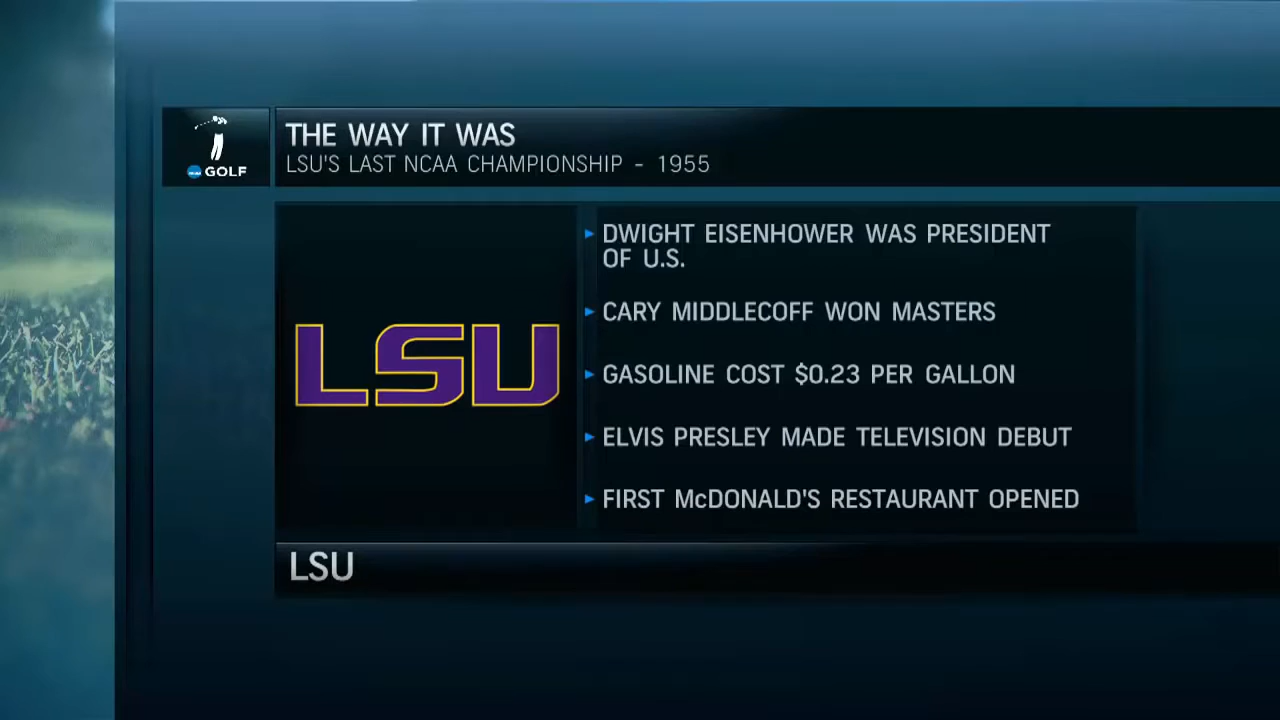 THE WAY IT WAS
LSU'S LAST NCAA CHAMPIONSHIP - 1955
GOLF
DWIGHT EISENHOWER WAS PRESIDENT
OF U.S.
CARY MIDDLECOFF WON MASTERS
GASOLINE COST $0.23 PER GALLON
ELVIS PRESLEY MADE TELEVISION DEBUT
FIRST McDONALD'S RESTAURANT OPENED
LSU
LSU